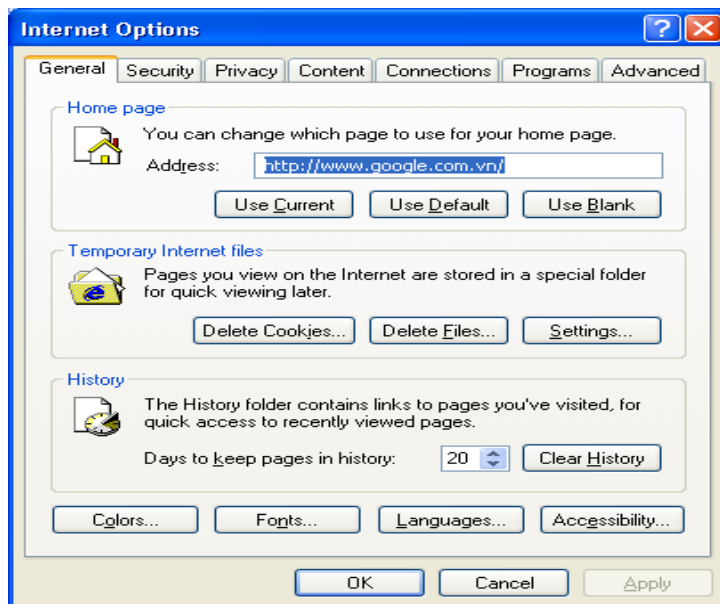 Internet Options
General Security Privacy Content Connections Programs Advanced
Home page
You can change which page to use for your home page.
Address: http://www.google.com.vn/
Use Current Use Default Use Blank
Temporary Internet files
Pages you view on the Internet are stored in a special folder
for quick viewing later.
Delete Cookies... Delete Files... Settings...
History
The History folder contains links to pages you've visited, for
quick access to recently viewed pages.
Days to keep pages in history: 20 Clear History
Colors... Fonts... Languages... Accessibility...
OK Cancel Apply